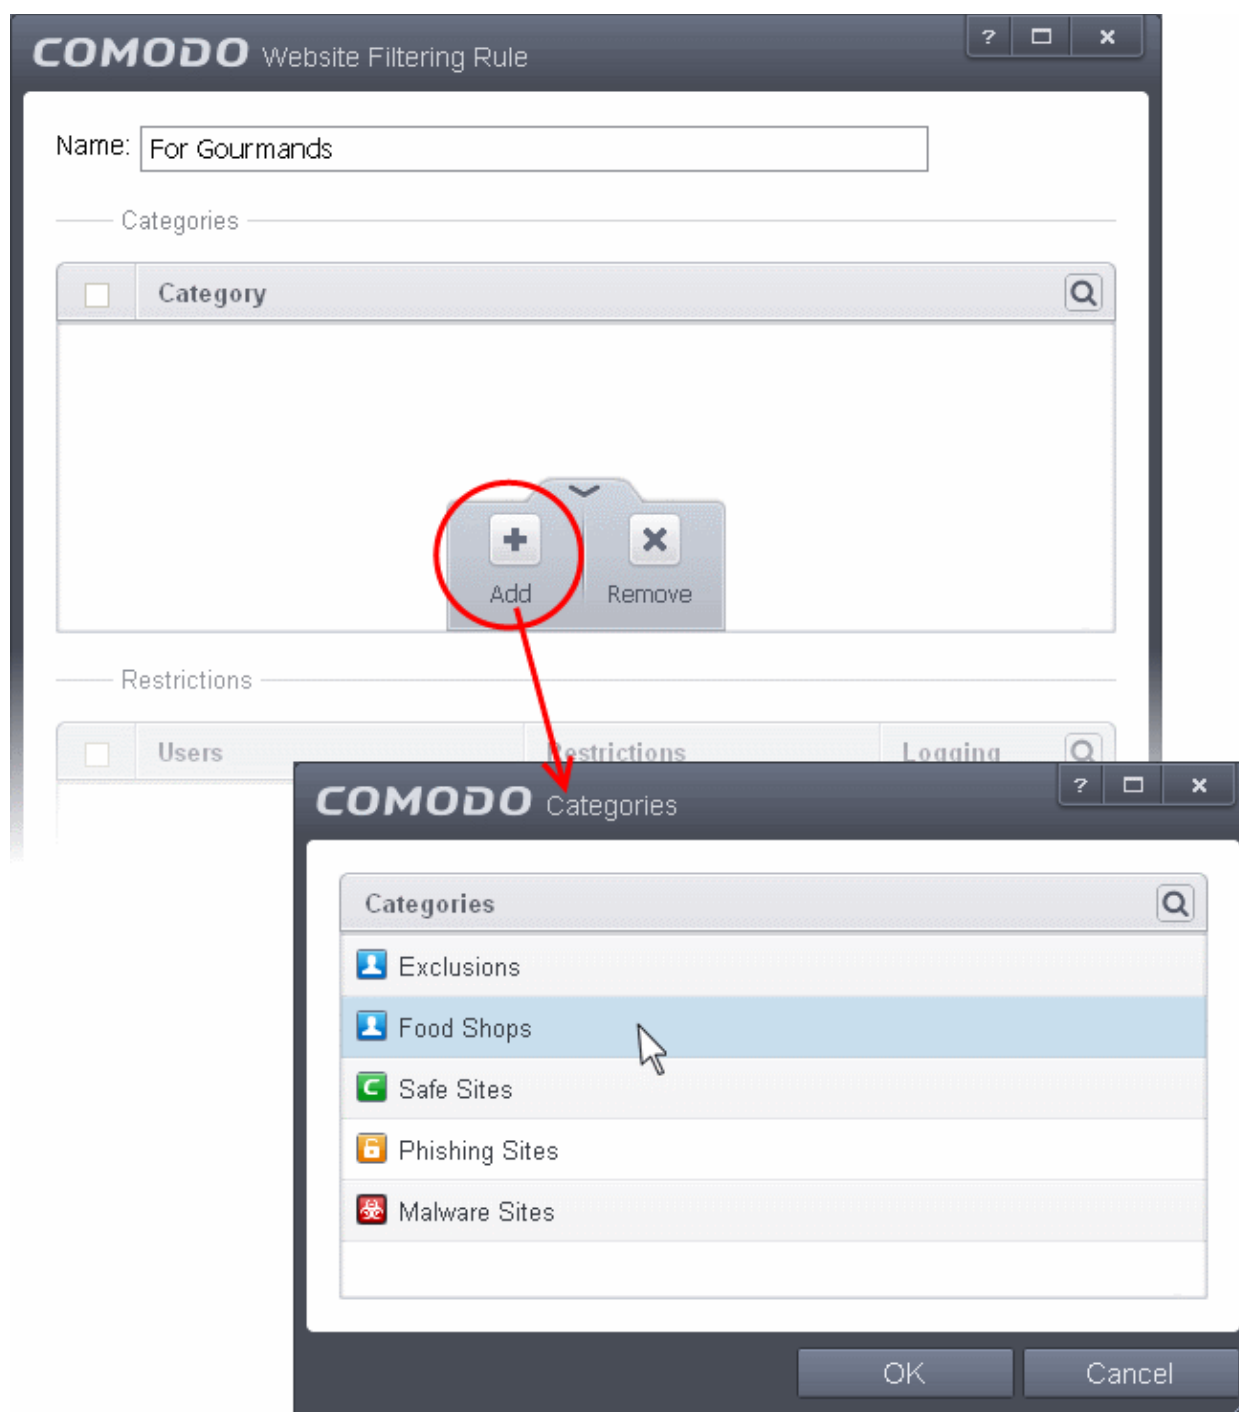 COMODO Website Filtering Rule
?
Name: For Gourmands
Categories
Category
Add Remove
Restrictions
Users Restrictions Logging
COMODO Categories
?
Categories
Exclusions
Food Shops
C Safe Sites
Phishing Sites
Malware Sites
OK Cancel